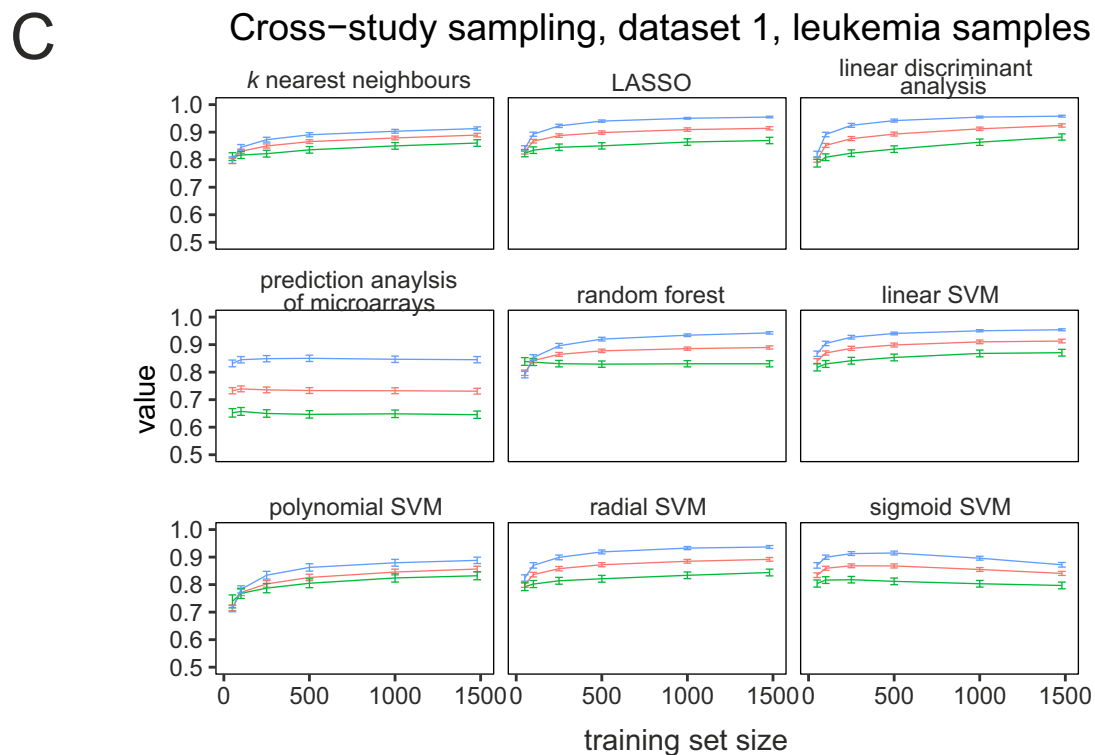 C
Cross−study sampling, dataset 1, leukemia samples
k nearest neighbours
LASSO
linear discriminant
analysis
1.0
0.9
0.8
0.7
0.6
0.5
prediction anaylsis
of microarrays
random forest
linear SVM
1.0
0.9
0.8
0.7
0.6
0.5
value
polynomial SVM
radial SVM
sigmoid SVM
1.0
0.9
0.8
0.7
0.6
0.5
0 500 1000 1500
0 500 1000 1500
0 500 1000 1500
training set size